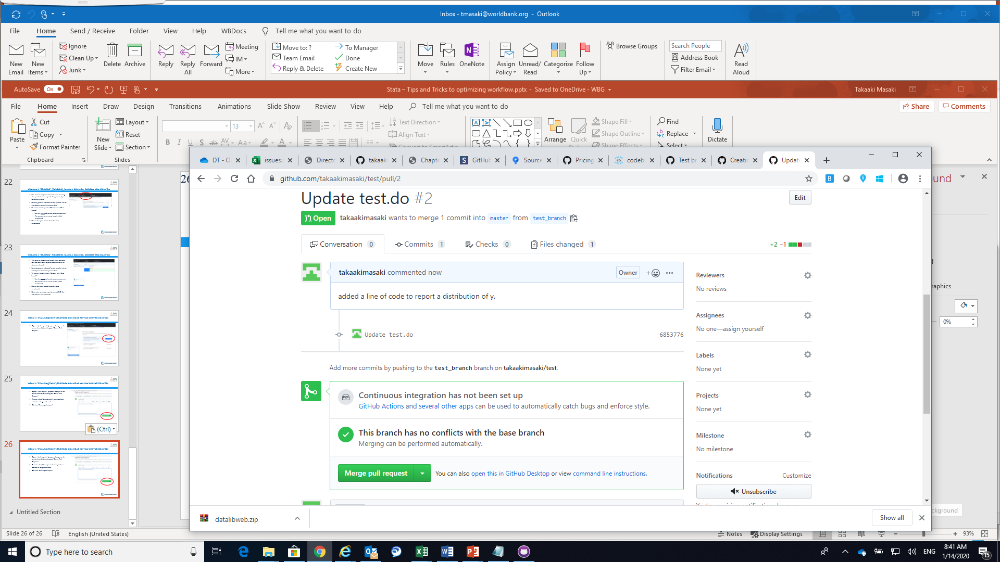 Inbox - tmasaki@worldbank.org - Outlook
File Home Send / Receive Folder View Help WBDocs Tell me what you want to do
New Email
New Items
Ignore
Clean Up
Junk
Delete
Archive
Reply
Reply All
Forward
Meeting
IM
More
Move to: ?
Team Email
Reply & Delete
To Manager
Done
Create New
Move
Rules
OneNote
Assign Policy
Unread/ Read
Categorize
Follow Up
Browse Groups
Search People
Address Book
Filter Email
Read Aloud
AutoSave On
Stata – Tips and Tricks to optimizing workflow.pptx - Saved to OneDrive - WBG
Takaaki Masaki
File Home Insert Draw Design Transitions Animations Slide Show Review View Help Tell me what you want to do
Share
Comments
Paste
Cut
Copy
Format Painter
Clipboard
New Slide
Layout
Reset
Section
Slides
13
Text Direction
Align Text
Arrange
Quick
Shape Fill
Shape Outline
Shape Effects
Find
Replace
Select
Dictate
DT - O
issues.
Directo
takaak
Chapte
GitHub
Source
Pricing
codeb
Test br
Creatin
Updat
github.com/takaakimasaki/test/pull/2
Update test.do #2
Edit
Open
takaakimasaki wants to merge 1 commit into master from test_branch
Conversation 0
Commits 1
Checks 0
Files changed 1
+2 −1
takaakimasaki commented now
Owner
added a line of code to report a distribution of y.
Update test.do
6853776
Add more commits by pushing to the test_branch branch on takaakimasaki/test.
Continuous integration has not been set up
GitHub Actions and several other apps can be used to automatically catch bugs and enforce style.
This branch has no conflicts with the base branch
Merging can be performed automatically.
Merge pull request
You can also open this in GitHub Desktop or view command line instructions.
Reviewers
No reviews
Assignees
No one—assign yourself
Labels
None yet
Projects
None yet
Milestone
No milestone
Notifications
Customize
Unsubscribe
datalibweb.zip
Show all
22
23
24
25
(Ctrl)
26
Untitled Section
0%
Slide 26 of 26
English (United States)
Notes
Display Settings
93%
Type here to search
ENG
8:41 AM
1/14/2020
15